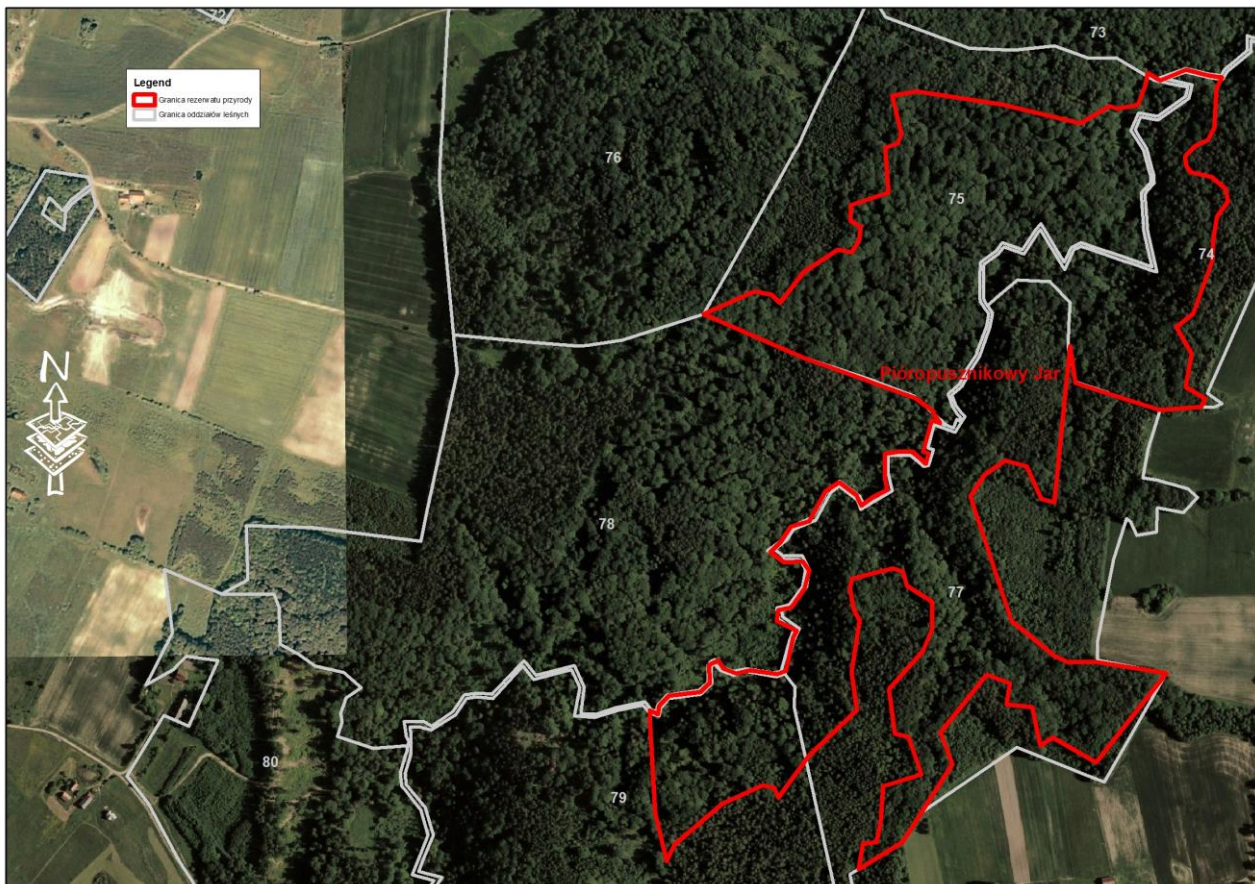 73
Legend
Granica rezerwatu przyrody
Granica oddziałów leśnych
76
75
74
Pióropusznikowy Jar
N
78
77
80
79